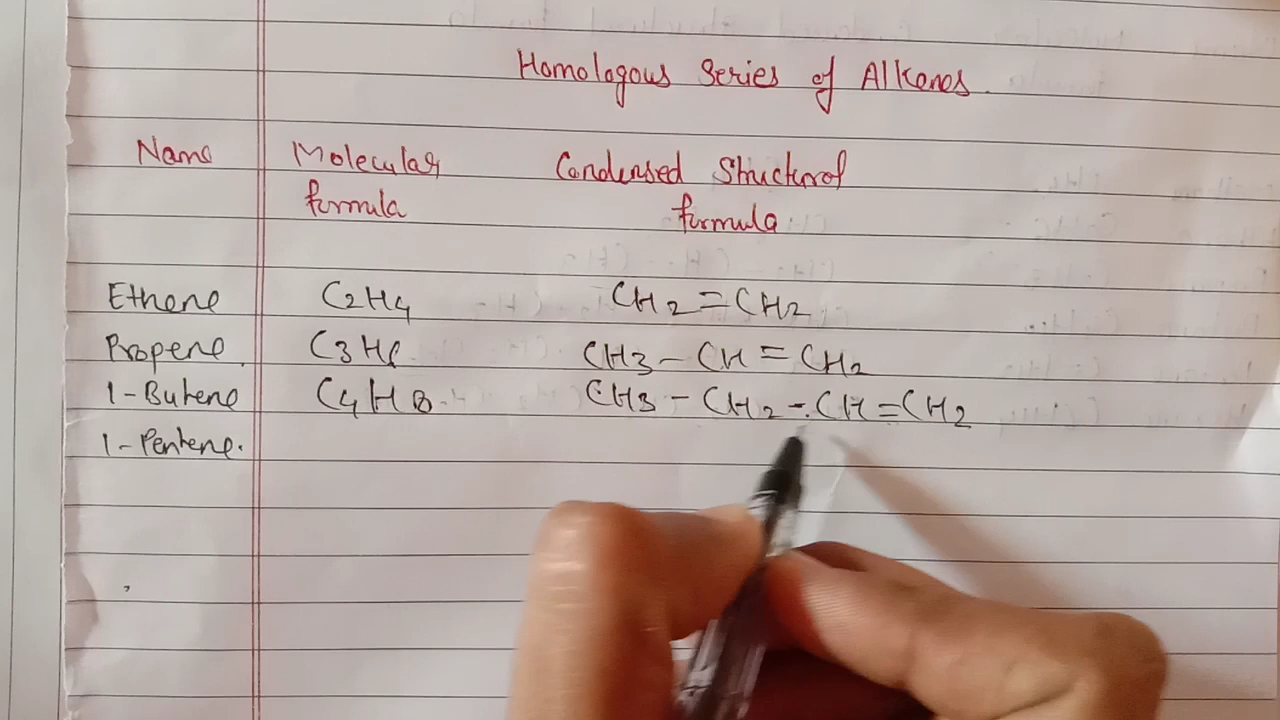 Homologous Series of Alkenes.
Name Molecular Condensed Structural
formula formula
Ethene C2H4 CH2=CH2
Propene C3H6 CH3-CH=CH2
1-Butene C4H8 CH3-CH2-CH=CH2
1-Pentene.